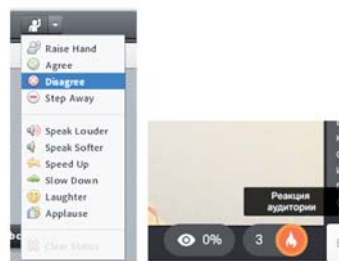 Raise Hand
Agree
Disagree
Step Away
Speak Louder
Speak Softer
Speed Up
Slow Down
Laughter
Applause
Clear Status
Реакция
аудитории
0%
3